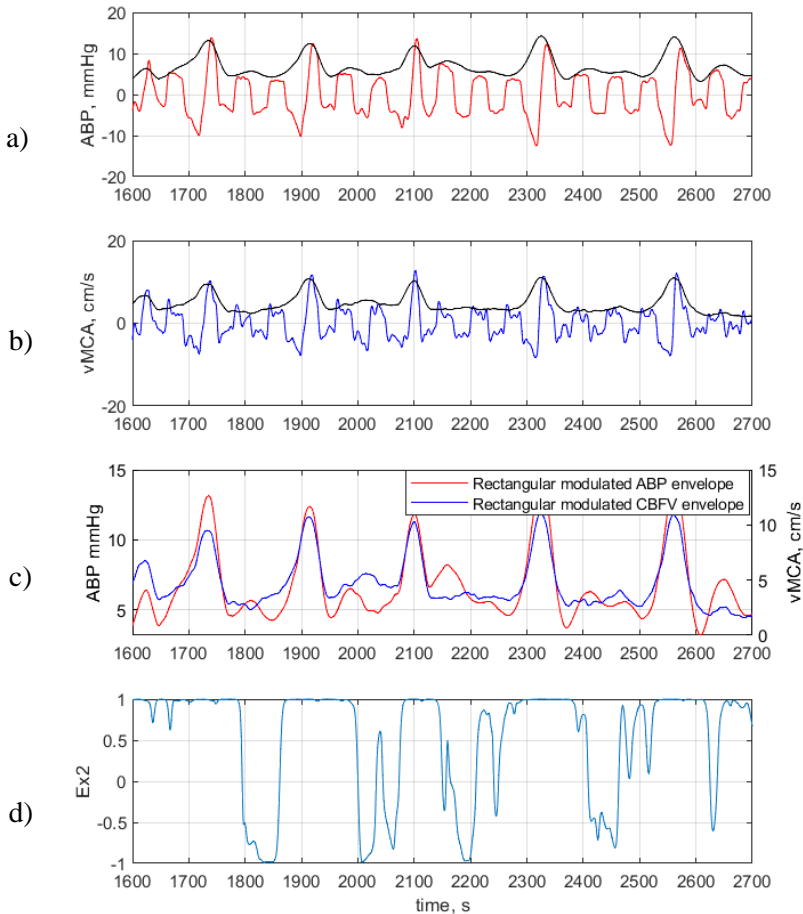 20
10
0
-10
-20
ABP, mmHg
a)
1600 1700 1800 1900 2000 2100 2200 2300 2400 2500 2600 2700
20
0
-20
vMCA, cm/s
b)
1600 1700 1800 1900 2000 2100 2200 2300 2400 2500 2600 2700
15
10
5
ABP mmHg
Rectangular modulated ABP envelope
Rectangular modulated CBFV envelope
15
10
5
0
vMCA, cm/s
c)
1600 1700 1800 1900 2000 2100 2200 2300 2400 2500 2600 2700
1
0.5
0
-0.5
-1
Ex2
d)
1600 1700 1800 1900 2000 2100 2200 2300 2400 2500 2600 2700
time, s